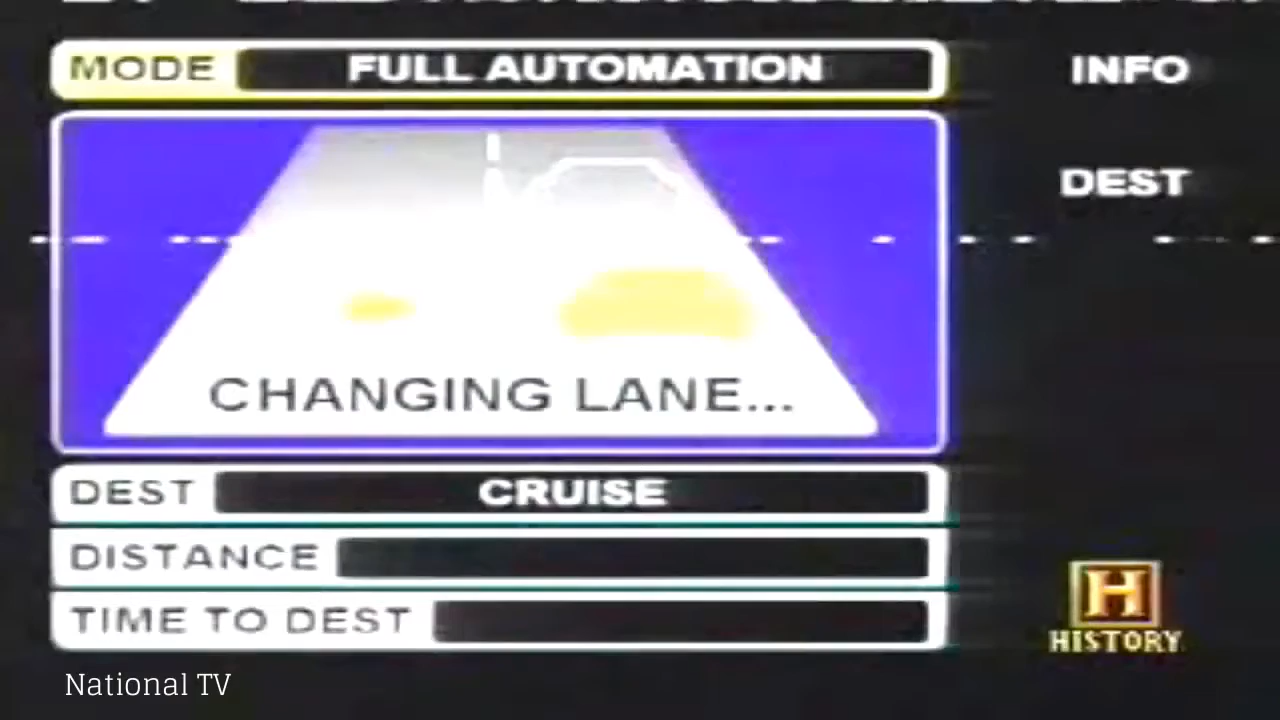 MODE FULL AUTOMATION
INFO
DEST
CHANGING LANE...
DEST CRUISE
DISTANCE
TIME TO DEST
H
HISTORY
National TV